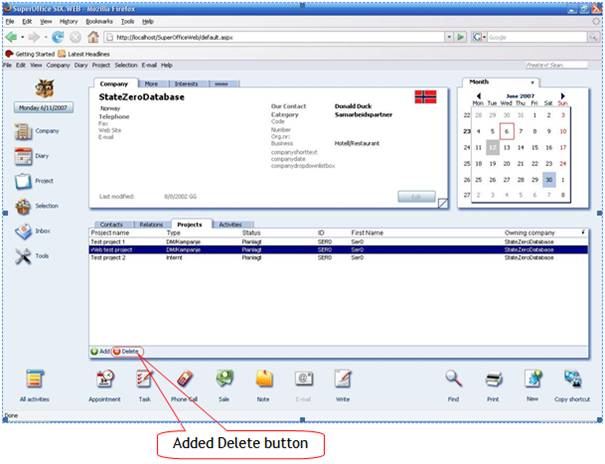 SuperOffice SIX.WEB - Mozilla Firefox
File Edit View History Bookmarks Tools Help
http://localhost/SuperOfficeWeb/default.aspx
Google
Getting Started Latest Headlines
File Edit View Company Diary Project Selection E-mail Help
Monday 6/11/2007
Company
Diary
Project
Selection
Inbox
Tools
Company More Interests www
StateZeroDatabase
Norway
Telephone
Fax
Web Site
E-mail
Our Contact Donald Duck
Category Samarbeidspartner
Code
Number
Org.nr:
Business Hotell/Restaurant
companyshorttext
companydate
companydropdownlistbox
Last modified: 8/8/2002 GG
Edit
Month
June 2007
Mon Tue Wed Thu Fri Sat Sun
22 28 29 30 31 1 2 3
23 4 5 6 7 8 9 10
24 11 12 13 14 15 16 17
25 18 19 20 21 22 23 24
26 25 26 27 28 29 30 1
27 2 3 4 5 6 7 8
Contacts Relations Projects Activities
Project name Type Status ID First Name Owning company
Test project 1 DM/Kampanje Planlagt SER0 Ser0 StateZeroDatabase
Web test project DM/Kampanje Planlagt SER0 Ser0 StateZeroDatabase
Test project 2 Internt Planlagt SER0 Ser0 StateZeroDatabase
Add Delete
All activities Appointment Task Phone Call Sale Note E-mail Write Find Print New Copy shortcut
Done
Added Delete button